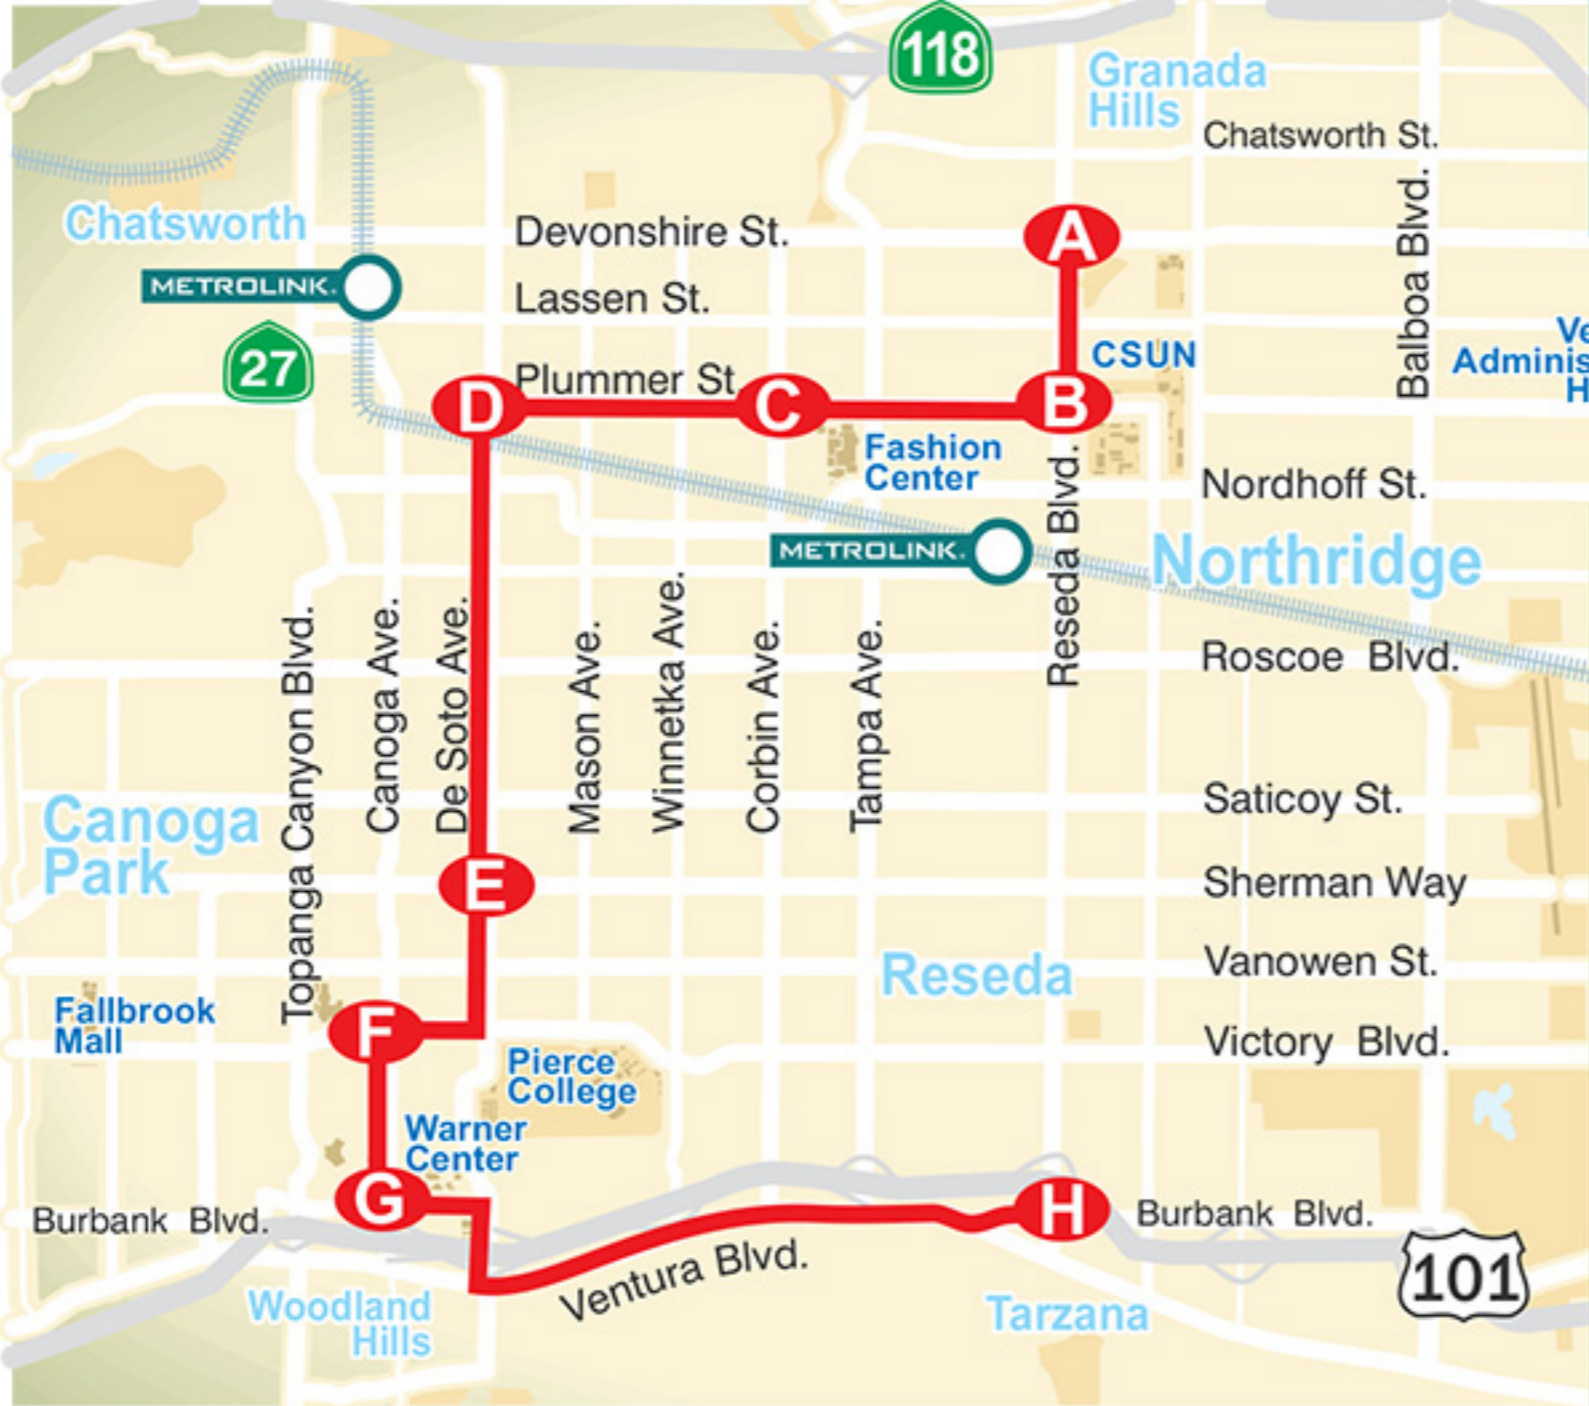 118
Granada
Hills
Chatsworth St.
Balboa Blvd.
Chatsworth
Devonshire St.
A
METROLINK.
Lassen St.
27
CSUN
Ve
Adminis
H
Plummer St.
D
C
B
Fashion
Center
Reseda Blvd.
Nordhoff St.
METROLINK.
Northridge
Topanga Canyon Blvd.
Canoga Ave.
De Soto Ave.
Mason Ave.
Winnetka Ave.
Corbin Ave.
Tampa Ave.
Roscoe Blvd.
Canoga
Park
Saticoy St.
E
Sherman Way
Reseda
Vanowen St.
Fallbrook
Mall
F
Victory Blvd.
Pierce
College
Warner
Center
G
H
Burbank Blvd.
Burbank Blvd.
Ventura Blvd.
101
Woodland
Hills
Tarzana